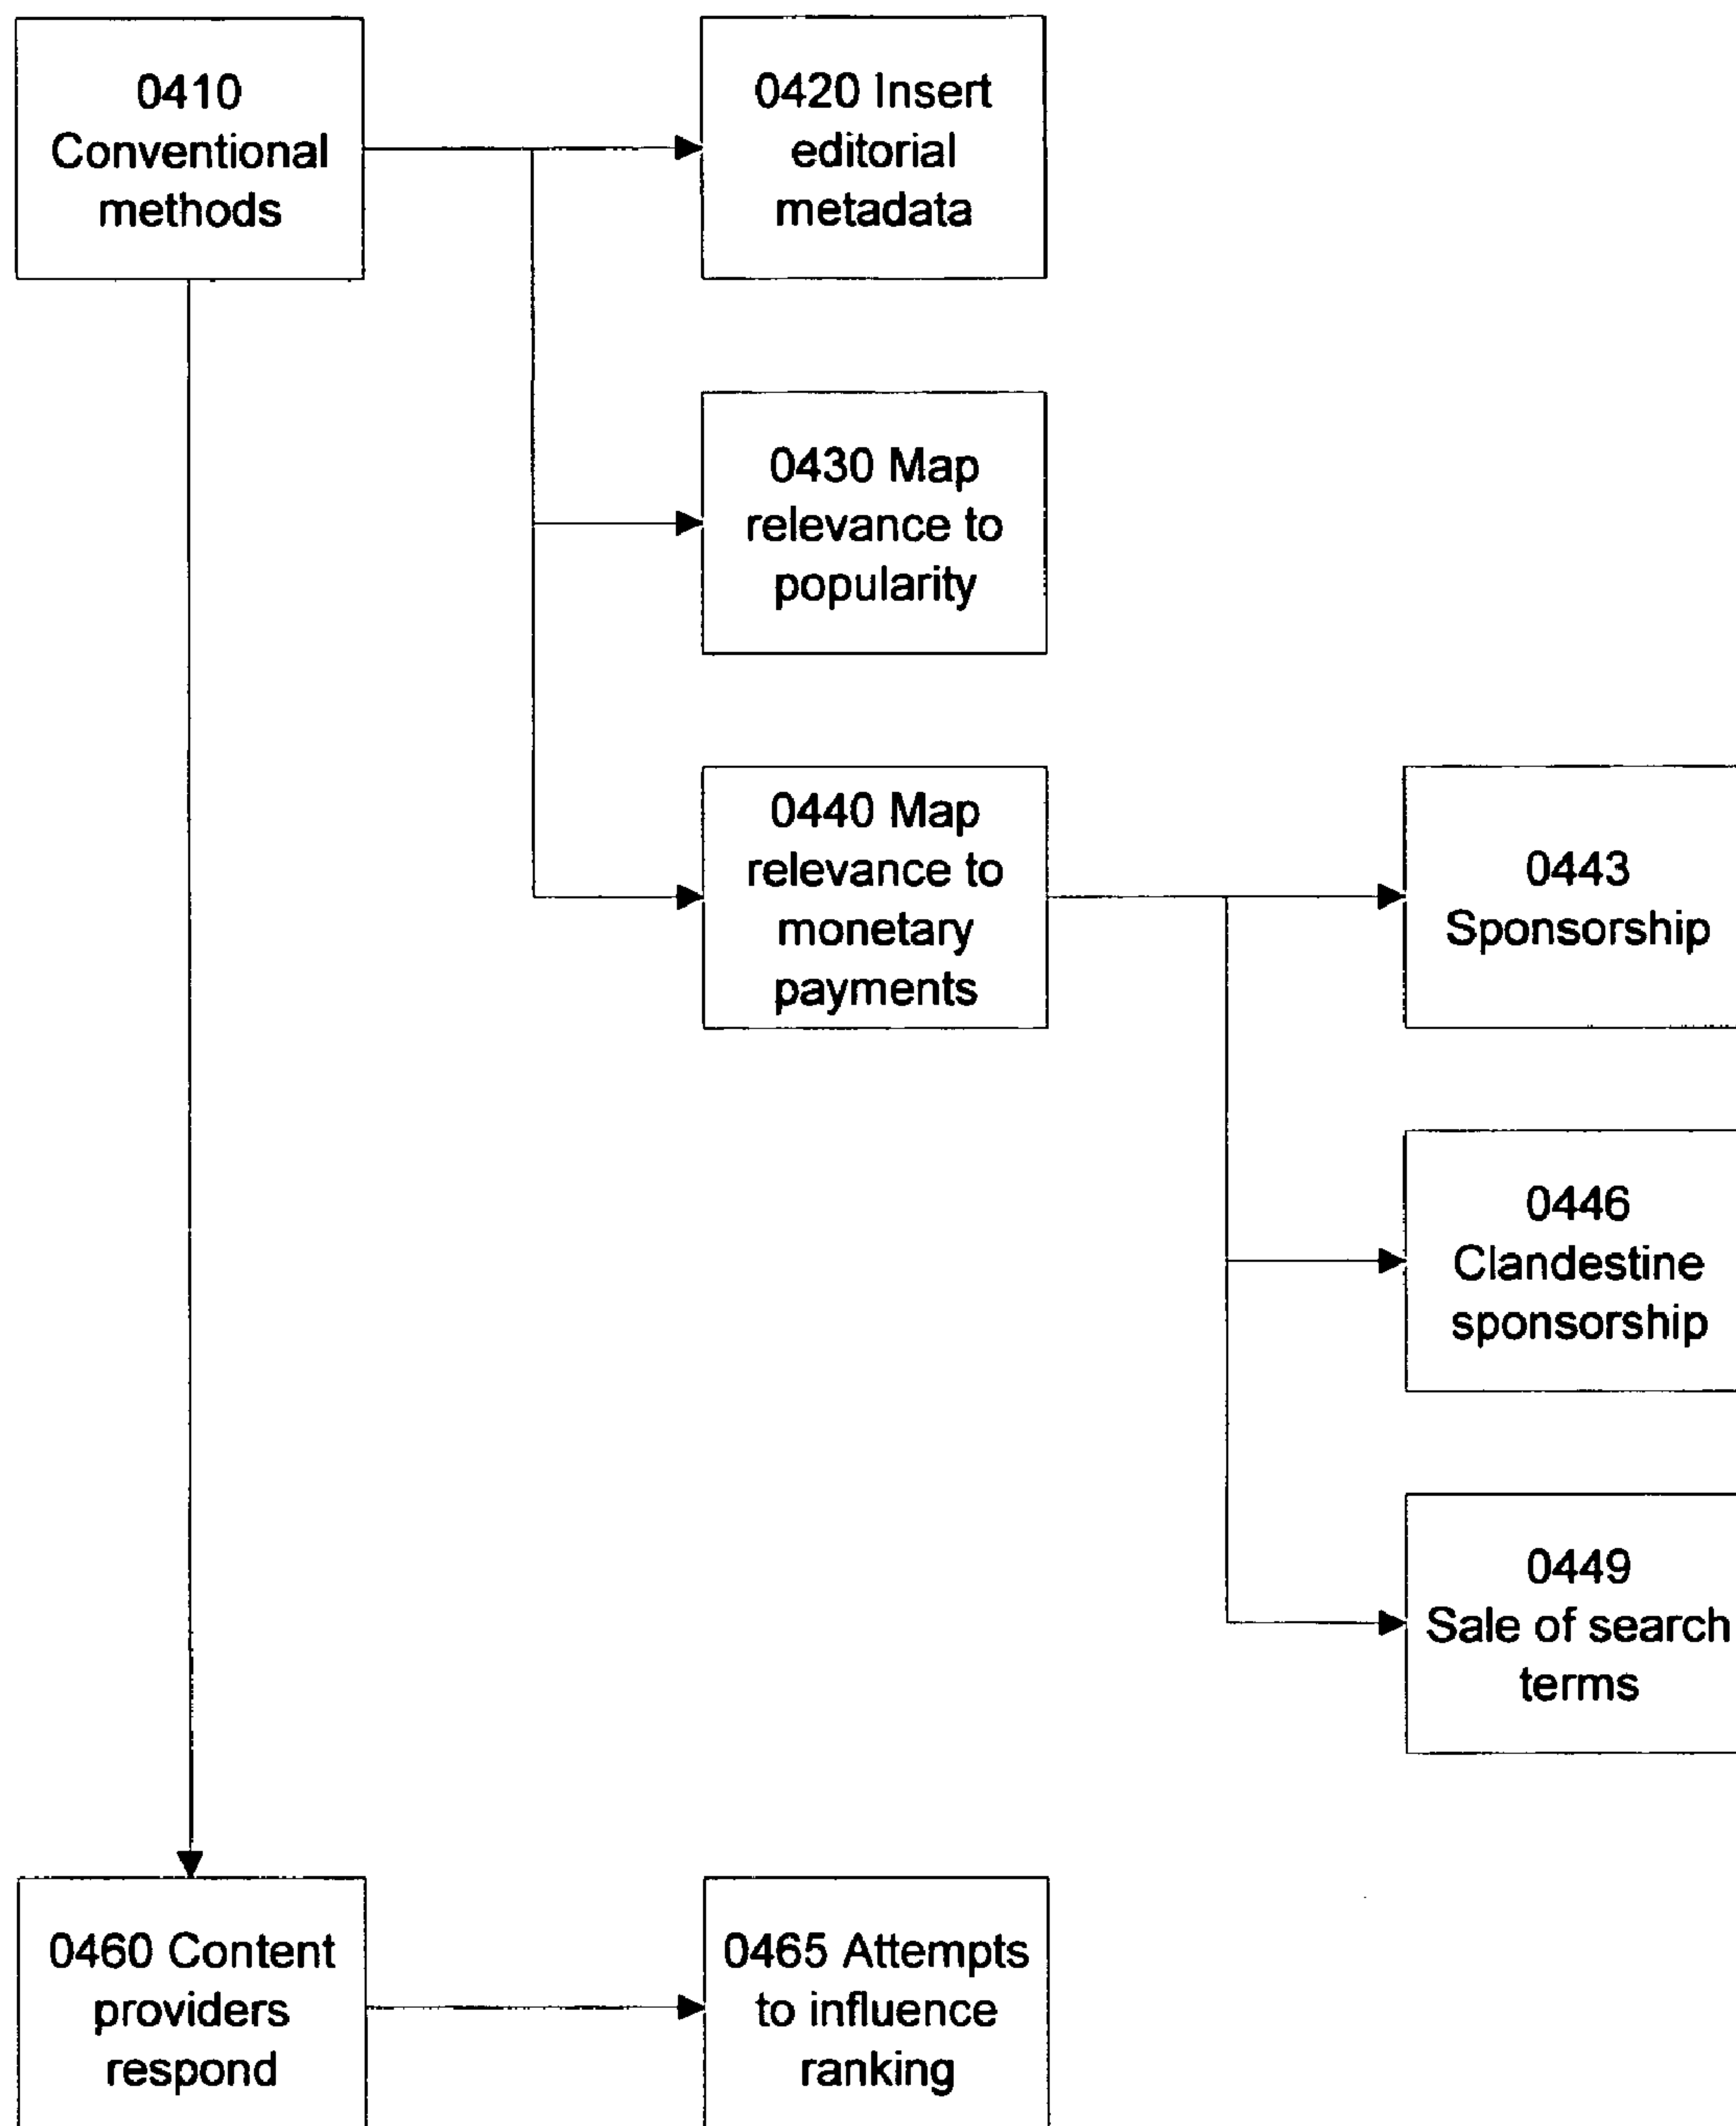 0410
Conventional
methods
0420 Insert
editorial
metadata
0430 Map
relevance to
popularity
0440 Map
relevance to
monetary
payments
0443
Sponsorship
0446
Clandestine
sponsorship
0449
Sale of search
terms
0460 Content
providers
respond
0465 Attempts
to influence
ranking